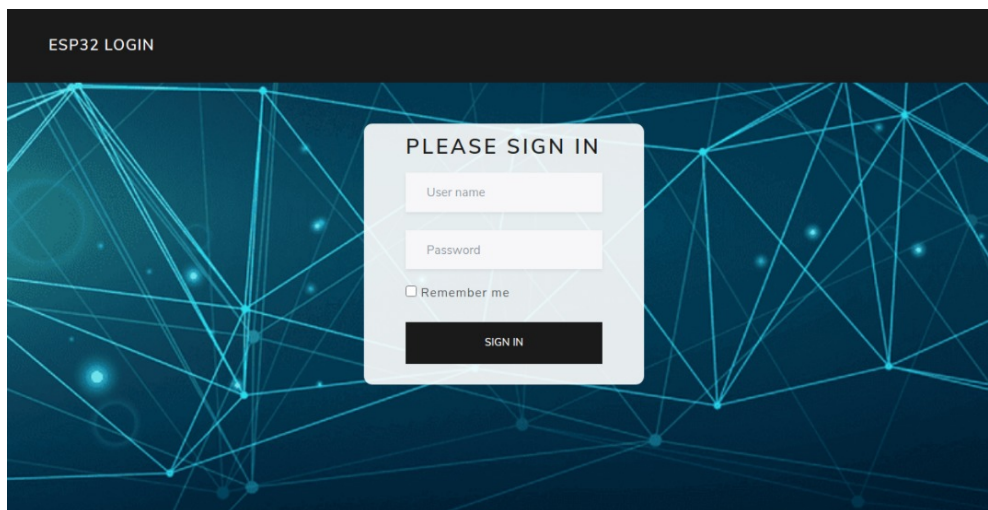 ESP32 LOGIN
PLEASE SIGN IN
User name
Password
Remember me
SIGN IN